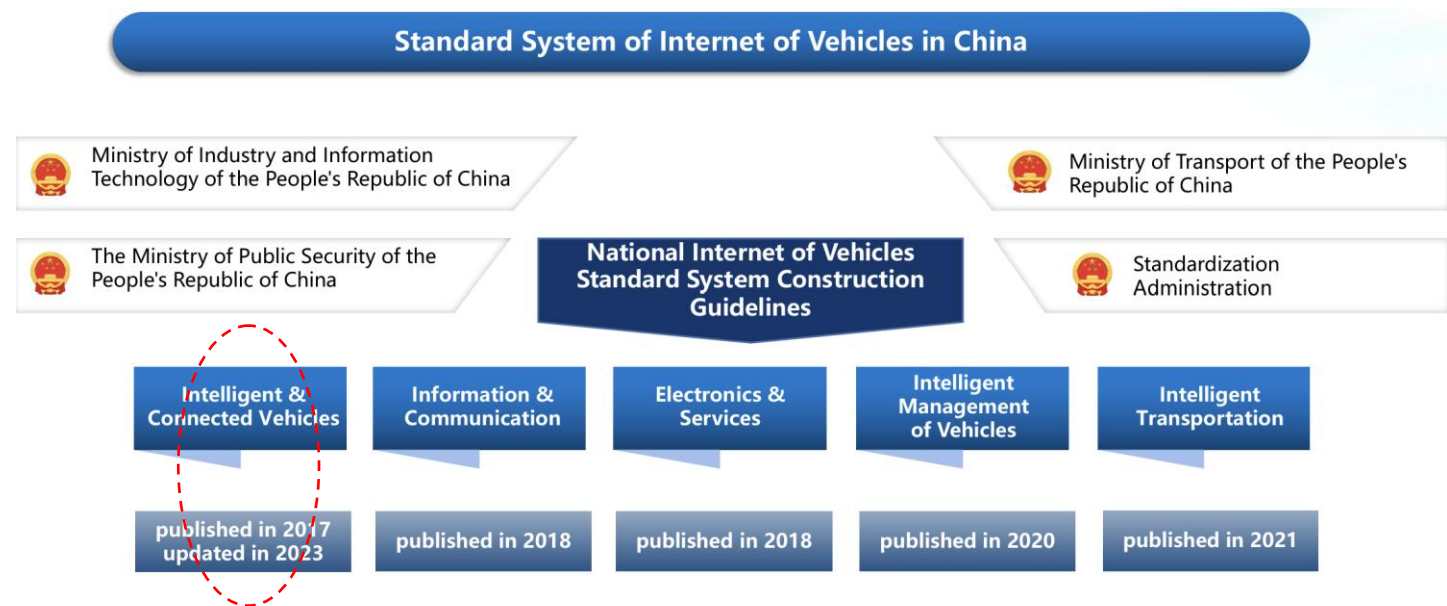 Standard System of Internet of Vehicles in China
Ministry of Industry and Information
Technology of the People's Republic of China
Ministry of Transport of the People's
Republic of China
The Ministry of Public Security of the
People's Republic of China
National Internet of Vehicles
Standard System Construction
Guidelines
Standardization
Administration
Intelligent &
Connected Vehicles
Information &
Communication
Electronics &
Services
Intelligent
Management
of Vehicles
Intelligent
Transportation
published in 2017
updated in 2023
published in 2018
published in 2018
published in 2020
published in 2021